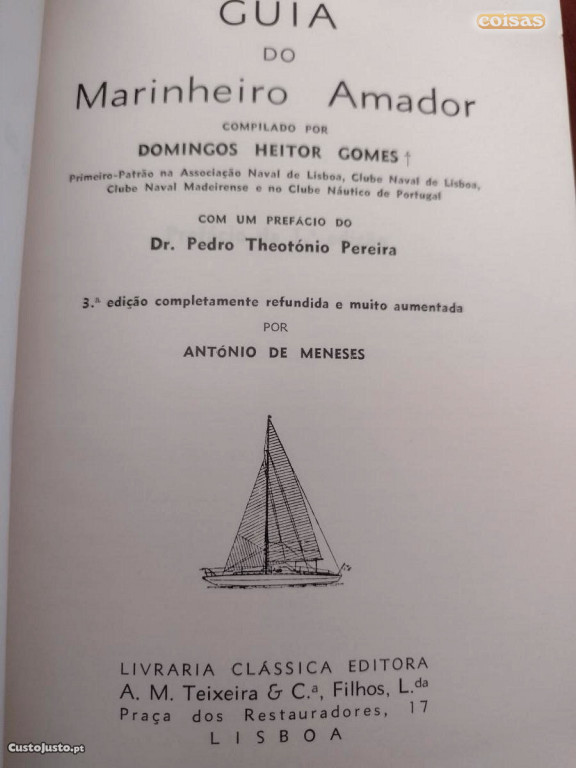 coisas
GUIA
DO
Marinheiro Amador
COMPILADO POR
DOMINGOS HEITOR GOMES †
Primeiro-Patrão na Associação Naval de Lisboa, Clube Naval de Lisboa,
Clube Naval Madeirense e no Clube Náutico de Portugal
COM UM PREFÁCIO DO
Dr. Pedro Theotónio Pereira
3.ª edição completamente refundida e muito aumentada
POR
ANTÓNIO DE MENESES
LIVRARIA CLÁSSICA EDITORA
A. M. Teixeira & C.ª, Filhos, L.da
Praça dos Restauradores, 17
LISBOA
CustoJusto.pt